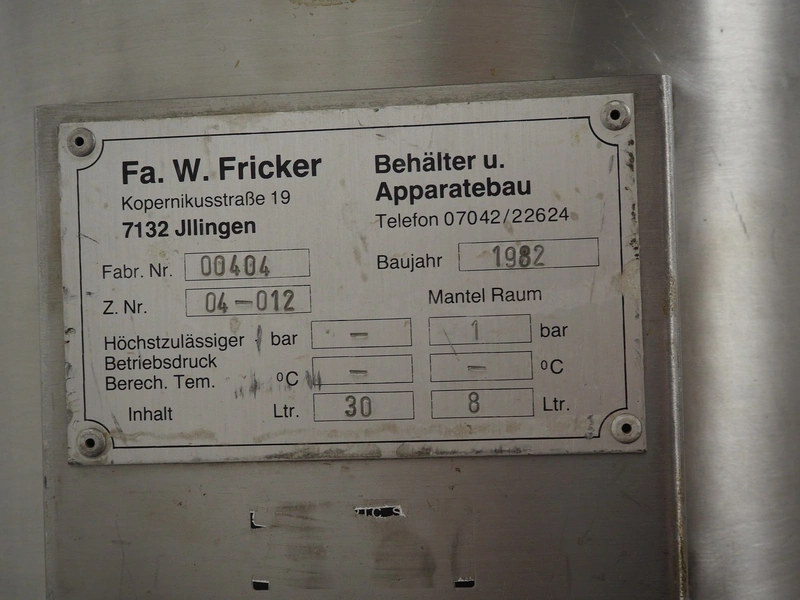 Fa. W. Fricker
Kopernikusstraße 19
7132 Jllingen
Behälter u.
Apparatebau
Telefon 07042/22624
Fabr. Nr. 00404
Baujahr 1982
Z. Nr. 04-012
Mantel Raum
Höchstzulässiger bar - 1 bar
Betriebsdruck
Berech. Tem. °C - - °C
Inhalt Ltr. 30 8 Ltr.